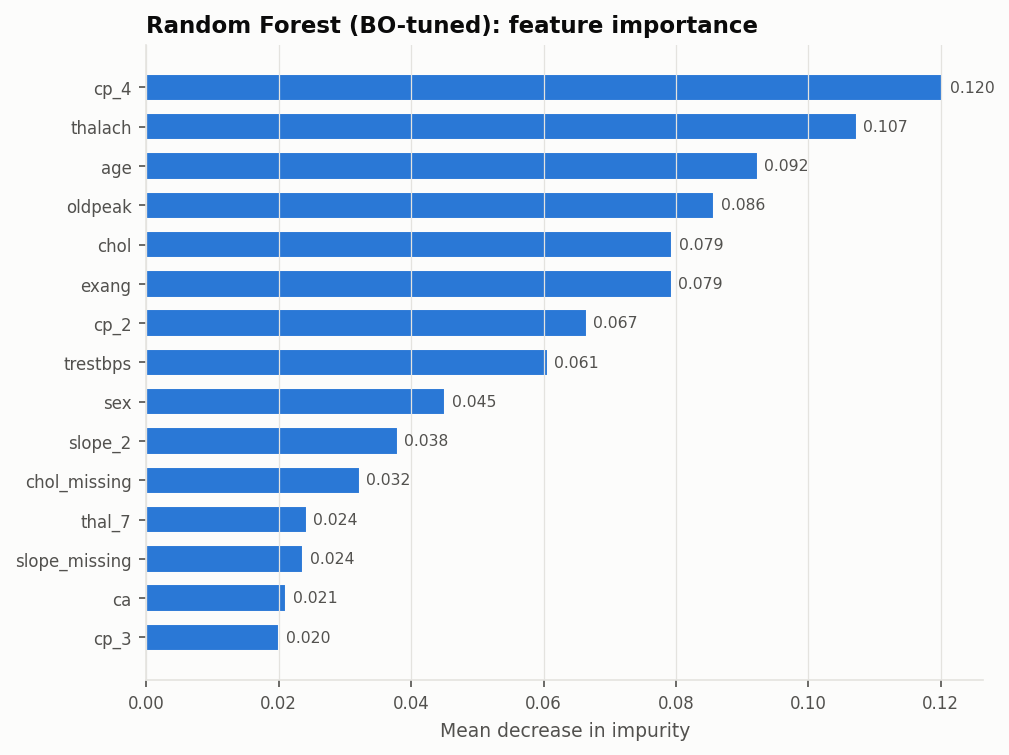 Random Forest (BO-tuned): feature importance
cp_4 0.120
thalach 0.107
age 0.092
oldpeak 0.086
chol 0.079
exang 0.079
cp_2 0.067
trestbps 0.061
sex 0.045
slope_2 0.038
chol_missing 0.032
thal_7 0.024
slope_missing 0.024
ca 0.021
cp_3 0.020
0.00 0.02 0.04 0.06 0.08 0.10 0.12
Mean decrease in impurity